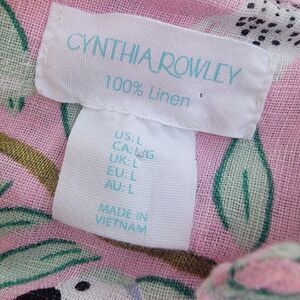 CYNTHIA ROWLEY
100% Linen
US: L
CA: L/G
UK: L
EU: L
AU: L
MADE IN
VIETNAM